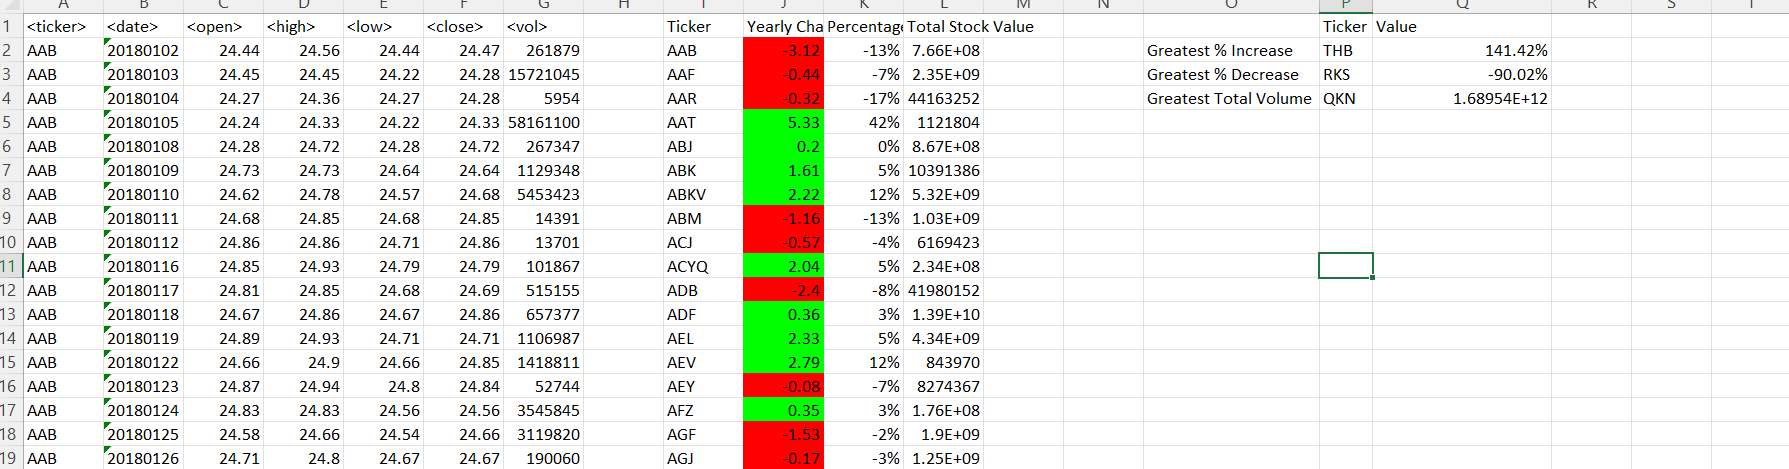 A B C D E F G H I J K L M N O P Q R S T
1 <ticker> <date> <open> <high> <low> <close> <vol> Ticker Yearly Cha Percentage Total Stock Value Ticker Value
2 AAB 20180102 24.44 24.56 24.44 24.47 261879 AAB -3.12 -13% 7.66E+08 Greatest % Increase THB 141.42%
3 AAB 20180103 24.45 24.45 24.22 24.28 15721045 AAF -0.44 -7% 2.35E+09 Greatest % Decrease RKS -90.02%
4 AAB 20180104 24.27 24.36 24.27 24.28 5954 AAR -0.32 -17% 44163252 Greatest Total Volume QKN 1.68954E+12
5 AAB 20180105 24.24 24.33 24.22 24.33 58161100 AAT 5.33 42% 1121804
6 AAB 20180108 24.28 24.72 24.28 24.72 267347 ABJ 0.2 0% 8.67E+08
7 AAB 20180109 24.73 24.73 24.64 24.64 1129348 ABK 1.61 5% 10391386
8 AAB 20180110 24.62 24.78 24.57 24.68 5453423 ABKV 2.22 12% 5.32E+09
9 AAB 20180111 24.68 24.85 24.68 24.85 14391 ABM -1.16 -13% 1.03E+09
10 AAB 20180112 24.86 24.86 24.71 24.86 13701 ACJ -0.57 -4% 6169423
11 AAB 20180116 24.85 24.93 24.79 24.79 101867 ACYQ 2.04 5% 2.34E+08
12 AAB 20180117 24.81 24.85 24.68 24.69 515155 ADB -2.4 -8% 41980152
13 AAB 20180118 24.67 24.86 24.67 24.86 657377 ADF 0.36 3% 1.39E+10
14 AAB 20180119 24.89 24.93 24.71 24.71 1106987 AEL 2.33 5% 4.34E+09
15 AAB 20180122 24.66 24.9 24.66 24.85 1418811 AEV 2.79 12% 843970
16 AAB 20180123 24.87 24.94 24.8 24.84 52744 AEY -0.08 -7% 8274367
17 AAB 20180124 24.83 24.83 24.56 24.56 3545845 AFZ 0.35 3% 1.76E+08
18 AAB 20180125 24.58 24.66 24.54 24.66 3119820 AGF -1.53 -2% 1.9E+09
19 AAB 20180126 24.71 24.8 24.67 24.67 190060 AGJ -0.17 -3% 1.25E+09